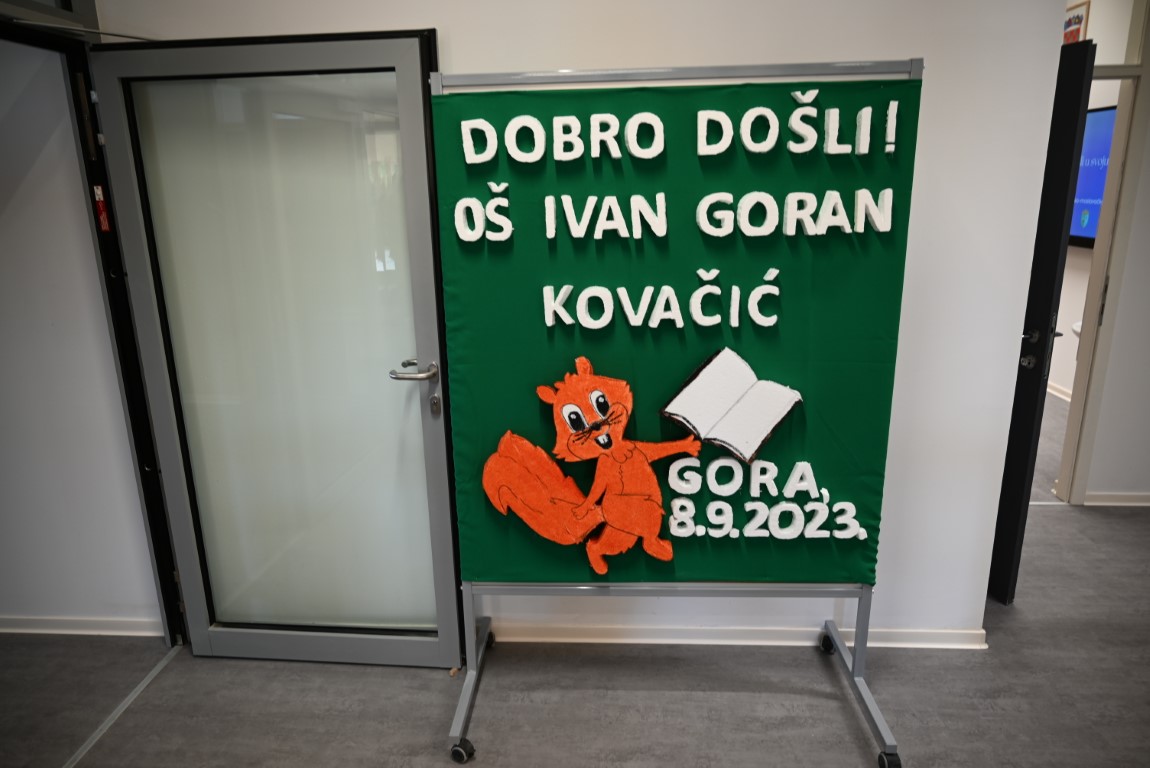 DOBRO DOŠLI!
OŠ IVAN GORAN
KOVAČIĆ
GORA,
8.9.2023.